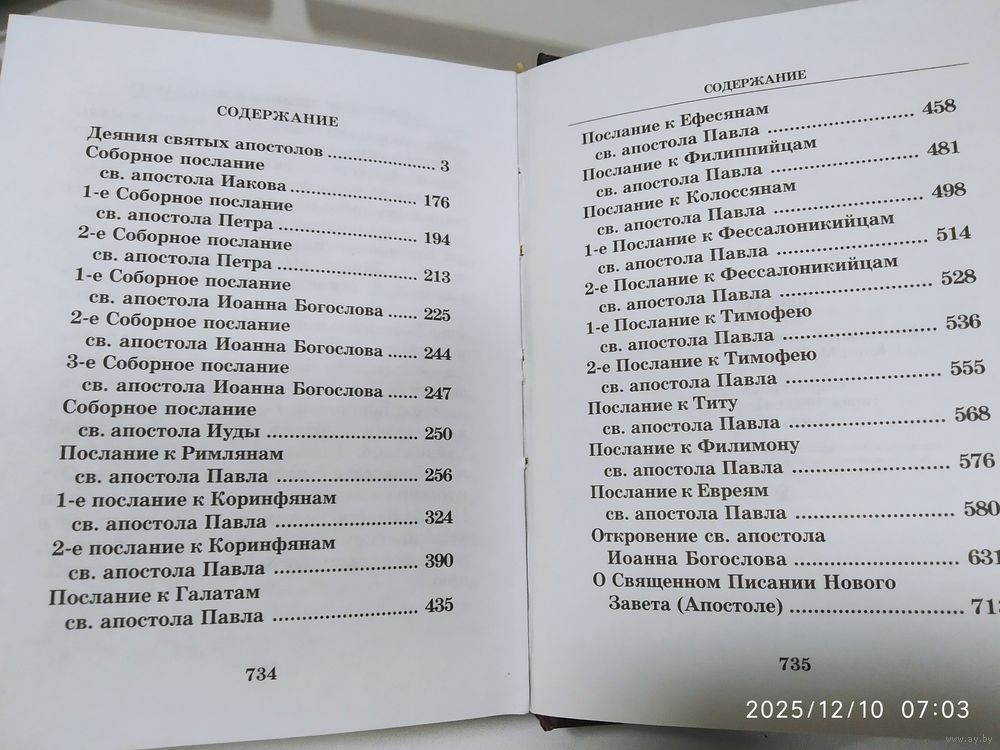 СОДЕРЖАНИЕ
Деяния святых апостолов ..................... 3
Соборное послание
св. апостола Иакова ......................... 176
1-е Соборное послание
св. апостола Петра ........................... 194
2-е Соборное послание
св. апостола Петра ........................... 213
1-е Соборное послание
св. апостола Иоанна Богослова ...... 225
2-е Соборное послание
св. апостола Иоанна Богослова ...... 244
3-е Соборное послание
св. апостола Иоанна Богослова ...... 247
Соборное послание
св. апостола Иуды ............................. 250
Послание к Римлянам
св. апостола Павла ........................... 256
1-е послание к Коринфянам
св. апостола Павла ........................... 324
2-е послание к Коринфянам
св. апостола Павла ........................... 390
Послание к Галатам
св. апостола Павла ........................... 435
734
СОДЕРЖАНИЕ
Послание к Ефесянам
св. апостола Павла ........................... 458
Послание к Филиппийцам
св. апостола Павла ........................... 481
Послание к Колоссянам
св. апостола Павла ........................... 498
1-е Послание к Фессалоникийцам
св. апостола Павла ........................... 514
2-е Послание к Фессалоникийцам
св. апостола Павла ........................... 528
1-е Послание к Тимофею
св. апостола Павла ........................... 536
2-е Послание к Тимофею
св. апостола Павла ........................... 555
Послание к Титу
св. апостола Павла ........................... 568
Послание к Филимону
св. апостола Павла ........................... 576
Послание к Евреям
св. апостола Павла ........................... 580
Откровение св. апостола
Иоанна Богослова ............................. 631
О Священном Писании Нового
Завета (Апостоле) ............................. 713
735
2025/12/10 07:03
www.ay.by